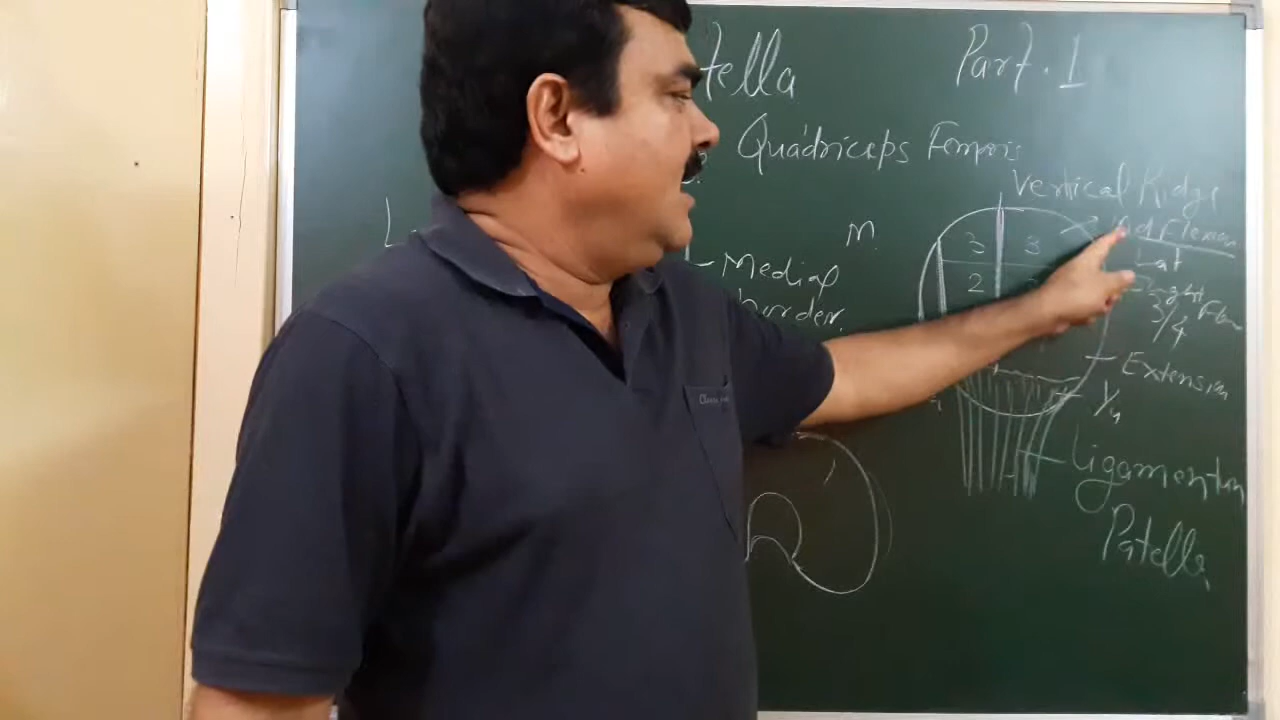 tella
Part. 1
Quadriceps Femoris
Vertical Ridge
L
M.
Medial
border.
3 3
2
Lat
3/4
Extension
1/4
Ligamentum
Patella